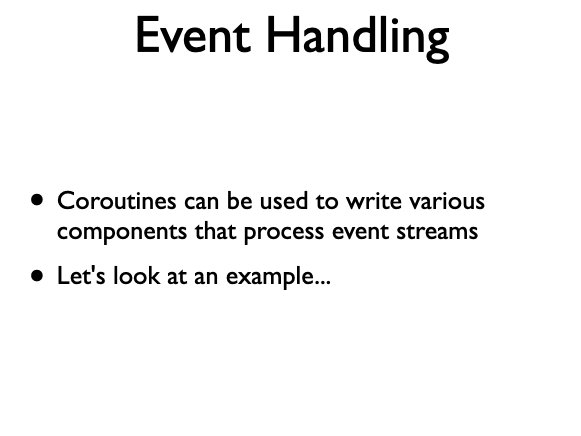 Event Handling
• Coroutines can be used to write various
components that process event streams
• Let's look at an example...